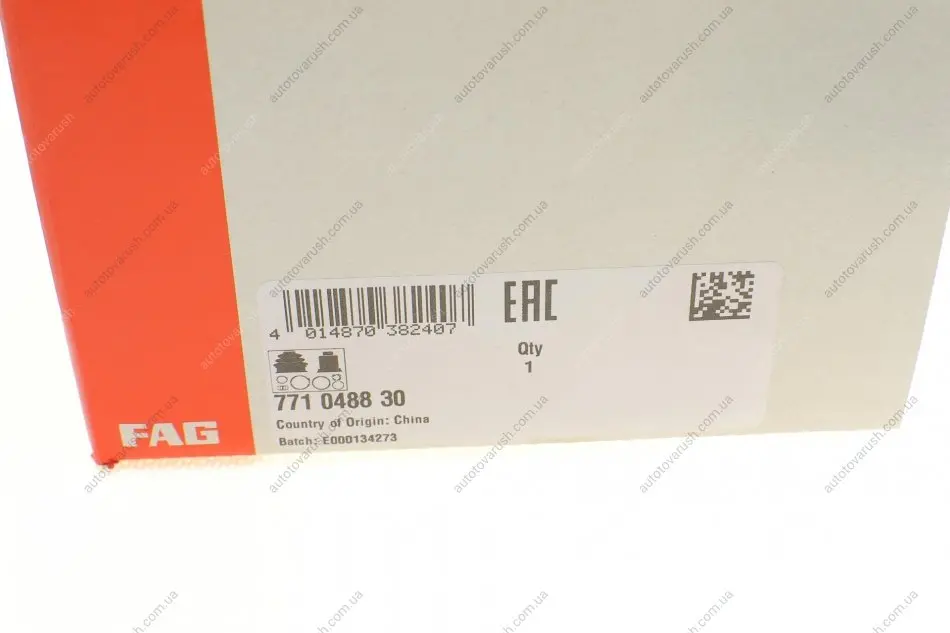 4 014870 382407
EAC
Qty
1
771 0488 30
Country of Origin: China
Batch: E000134273
FAG
autotovarush.com.ua